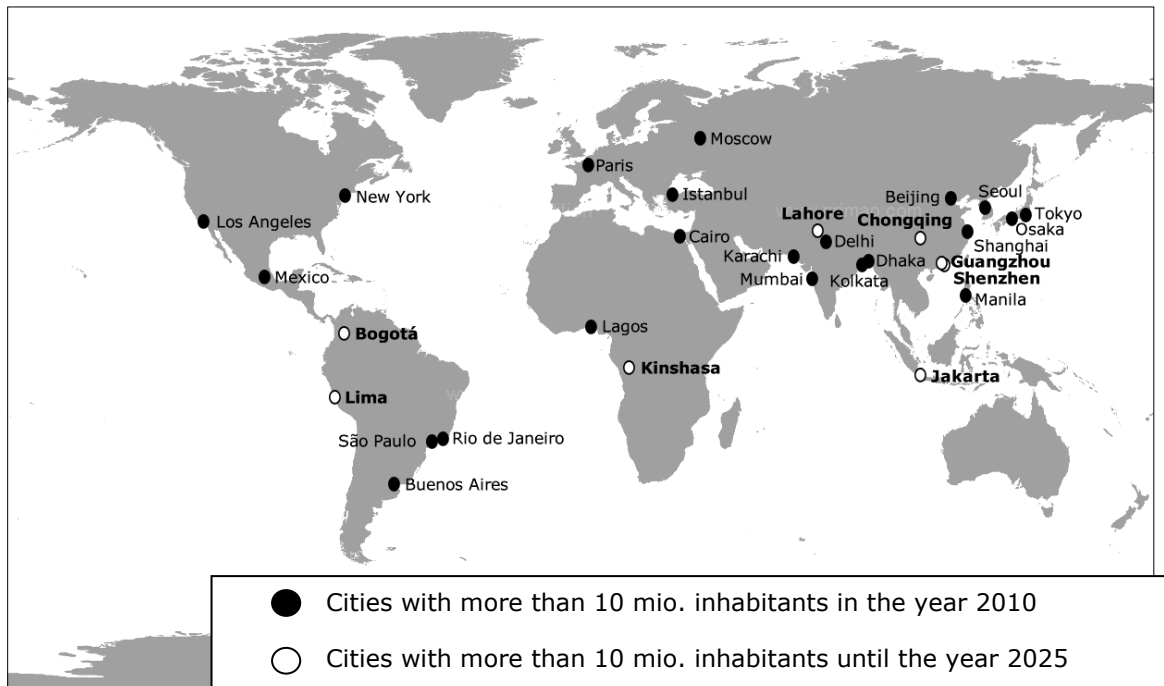 Moscow
Paris
Istanbul
New York
Los Angeles
Beijing
Seoul
Tokyo
Osaka
Lahore
Chongqing
Cairo
Delhi
Shanghai
Karachi
Dhaka
Guangzhou
Mexico
Mumbai
Kolkata
Shenzhen
Manila
Lagos
Bogotá
Kinshasa
Jakarta
Lima
São Paulo
Rio de Janeiro
Buenos Aires
Cities with more than 10 mio. inhabitants in the year 2010
Cities with more than 10 mio. inhabitants until the year 2025